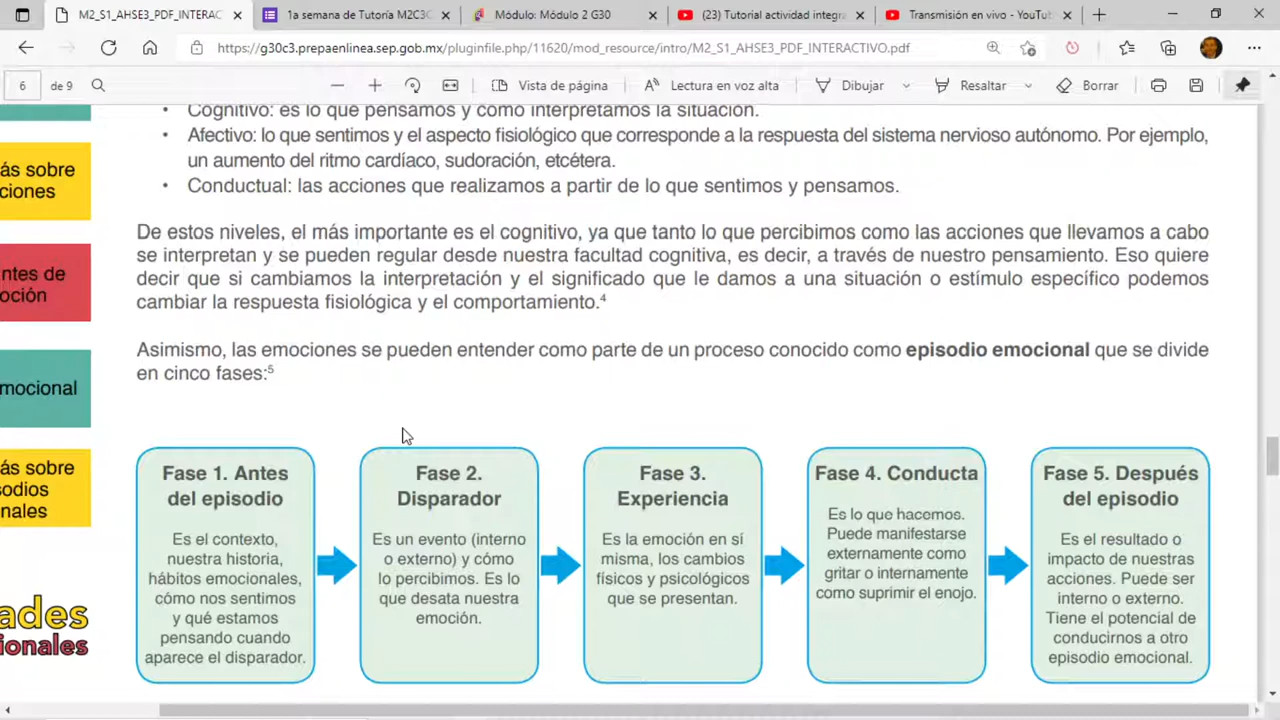 M2_S1_AHSE3_PDF_INTERAC
1a semana de Tutoría M2C3G
Módulo: Módulo 2 G30
(23) Tutorial actividad integra
Transmisión en vivo - YouTu
https://g30c3.prepaenlinea.sep.gob.mx/pluginfile.php/11620/mod_resource/intro/M2_S1_AHSE3_PDF_INTERACTIVO.pdf
6 de 9
Vista de página
Lectura en voz alta
Dibujar
Resaltar
Borrar
• Cognitivo: es lo que pensamos y cómo interpretamos la situación.
• Afectivo: lo que sentimos y el aspecto fisiológico que corresponde a la respuesta del sistema nervioso autónomo. Por ejemplo,
un aumento del ritmo cardíaco, sudoración, etcétera.
• Conductual: las acciones que realizamos a partir de lo que sentimos y pensamos.
De estos niveles, el más importante es el cognitivo, ya que tanto lo que percibimos como las acciones que llevamos a cabo
se interpretan y se pueden regular desde nuestra facultad cognitiva, es decir, a través de nuestro pensamiento. Eso quiere
decir que si cambiamos la interpretación y el significado que le damos a una situación o estímulo específico podemos
cambiar la respuesta fisiológica y el comportamiento.⁴
Asimismo, las emociones se pueden entender como parte de un proceso conocido como episodio emocional que se divide
en cinco fases:⁵
ás sobre
ciones
ntes de
oción
mocional
ás sobre
sodios
nales
ades
ionales
Fase 1. Antes
del episodio
Es el contexto,
nuestra historia,
hábitos emocionales,
cómo nos sentimos
y qué estamos
pensando cuando
aparece el disparador.
Fase 2.
Disparador
Es un evento (interno
o externo) y cómo
lo percibimos. Es lo
que desata nuestra
emoción.
Fase 3.
Experiencia
Es la emoción en sí
misma, los cambios
físicos y psicológicos
que se presentan.
Fase 4. Conducta
Es lo que hacemos.
Puede manifestarse
externamente como
gritar o internamente
como suprimir el enojo.
Fase 5. Después
del episodio
Es el resultado o
impacto de nuestras
acciones. Puede ser
interno o externo.
Tiene el potencial de
conducirnos a otro
episodio emocional.